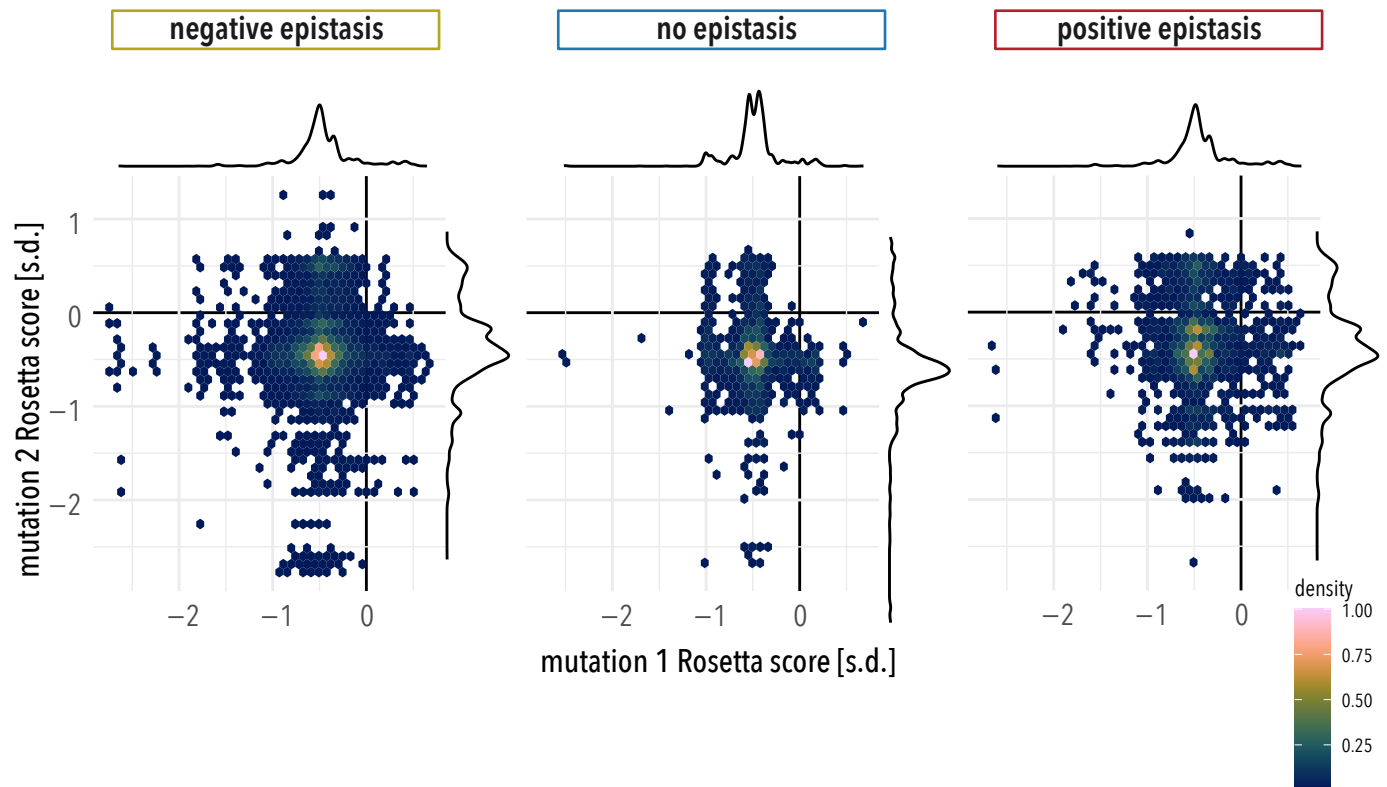 negative epistasis
no epistasis
positive epistasis
mutation 2 Rosetta score [s.d.]
1
0
−1
−2
−2 −1 0
−2 −1 0
−2 −1 0
mutation 1 Rosetta score [s.d.]
density
1.00
0.75
0.50
0.25